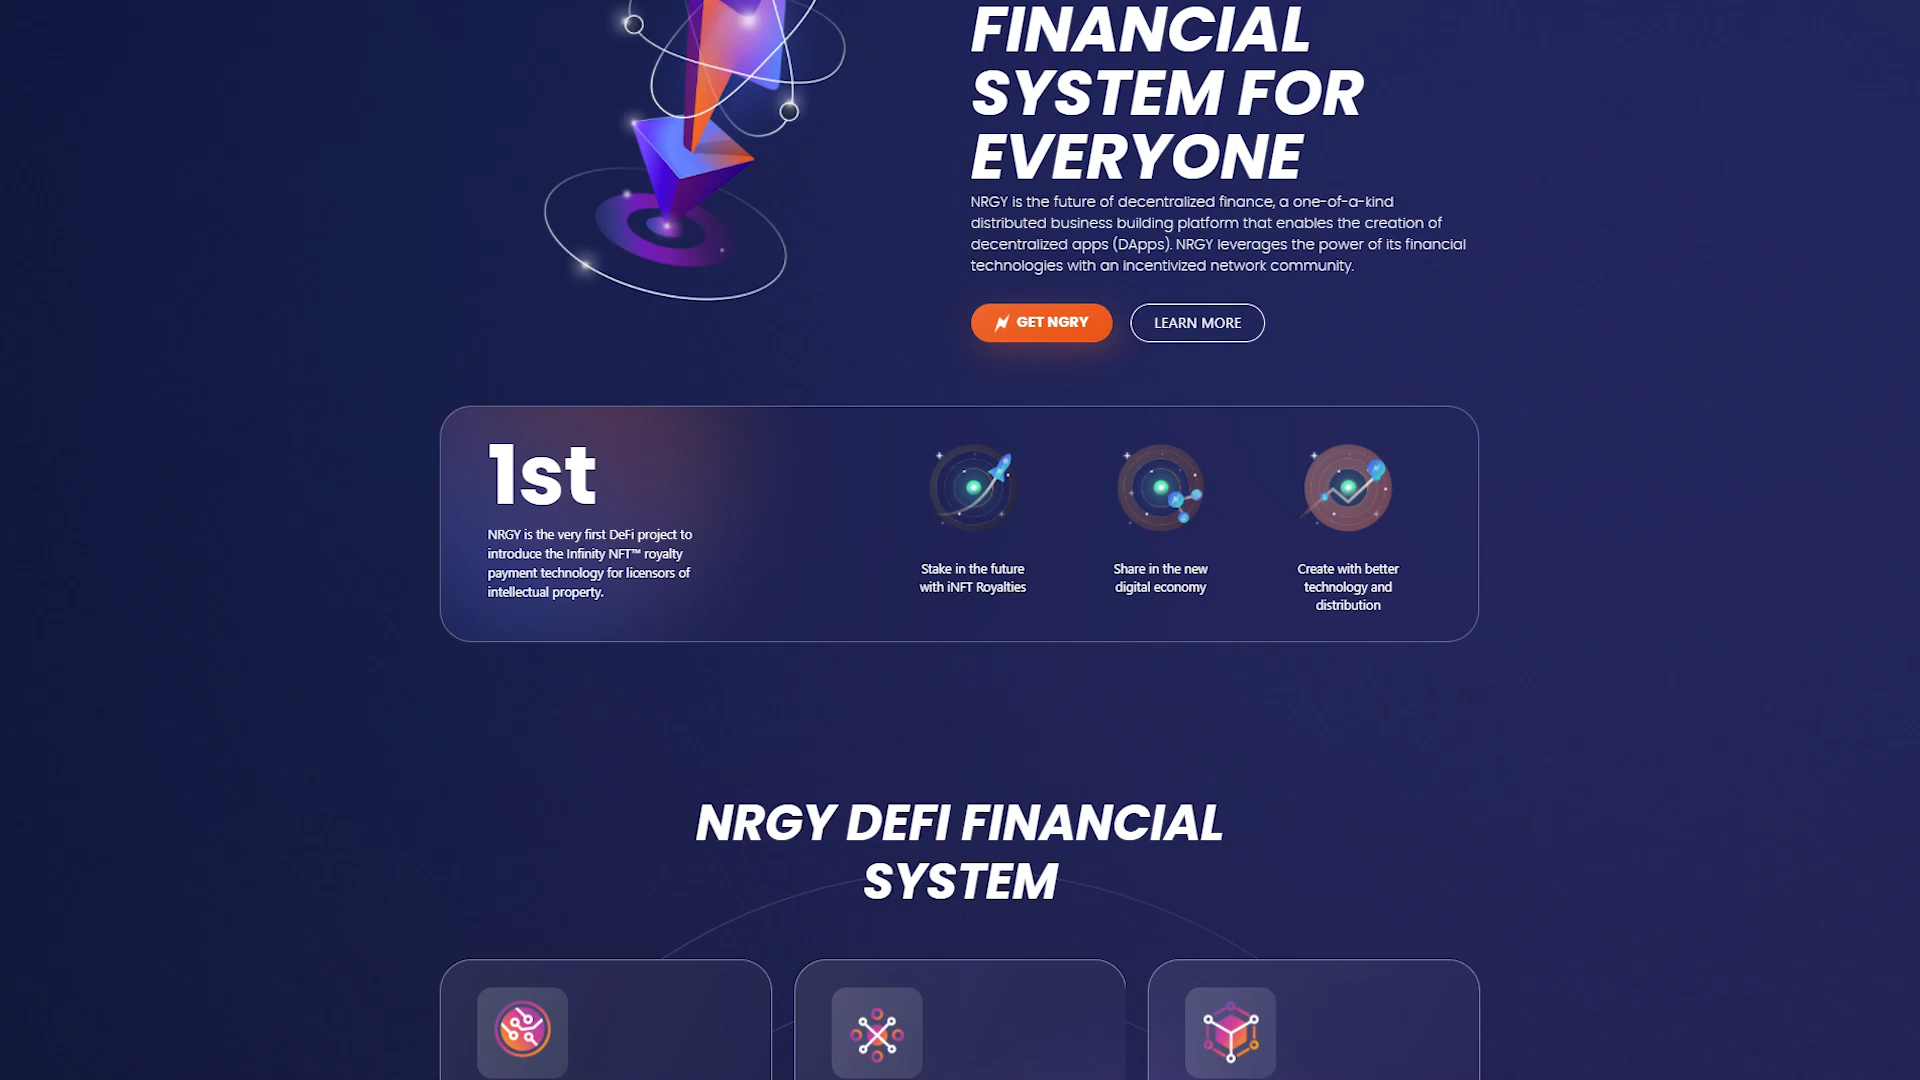 FINANCIAL
SYSTEM FOR
EVERYONE
NRGY is the future of decentralized finance, a one-of-a-kind
distributed business building platform that enables the creation of
decentralized apps (DApps). NRGY leverages the power of its financial
technologies with an incentivized network community.
GET NGRY
LEARN MORE
1st
NRGY is the very first DeFi project to
introduce the Infinity NFT™ royalty
payment technology for licensors of
intellectual property.
Stake in the future
with iNFT Royalties
Share in the new
digital economy
Create with better
technology and
distribution
NRGY DEFI FINANCIAL
SYSTEM